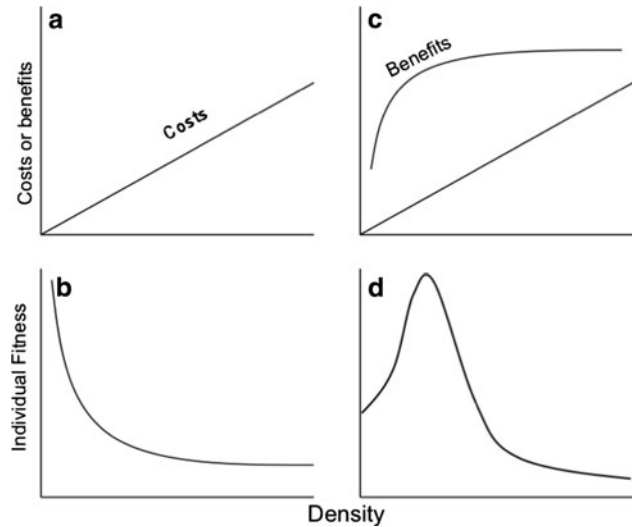 a
Costs or benefits
Costs
c
Benefits
b
Individual Fitness
d
Density